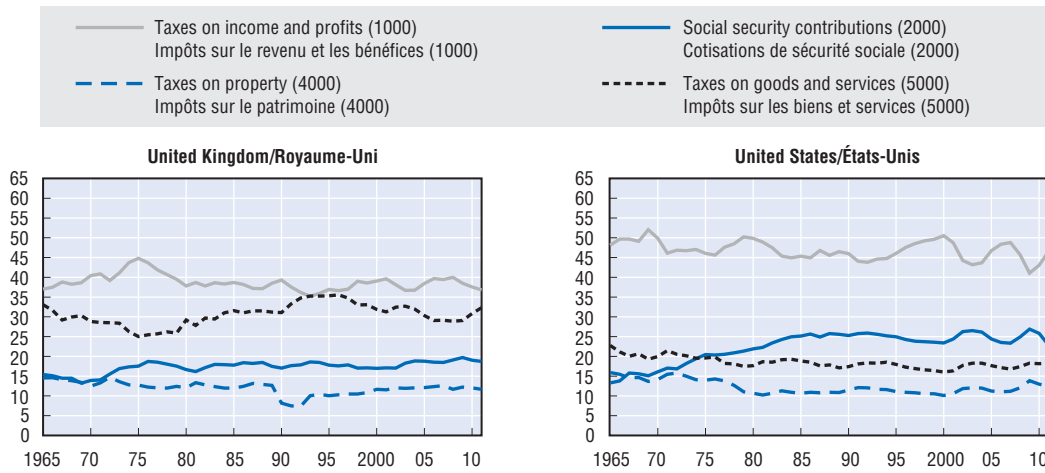 Taxes on income and profits (1000)
Impôts sur le revenu et les bénéfices (1000)
Social security contributions (2000)
Cotisations de sécurité sociale (2000)
Taxes on property (4000)
Impôts sur le patrimoine (4000)
Taxes on goods and services (5000)
Impôts sur les biens et services (5000)
United Kingdom/Royaume-Uni
65
60
55
50
45
40
35
30
25
20
15
10
5
0
1965 70 75 80 85 90 95 2000 05 10
United States/États-Unis
65
60
55
50
45
40
35
30
25
20
15
10
5
0
1965 70 75 80 85 90 95 2000 05 10